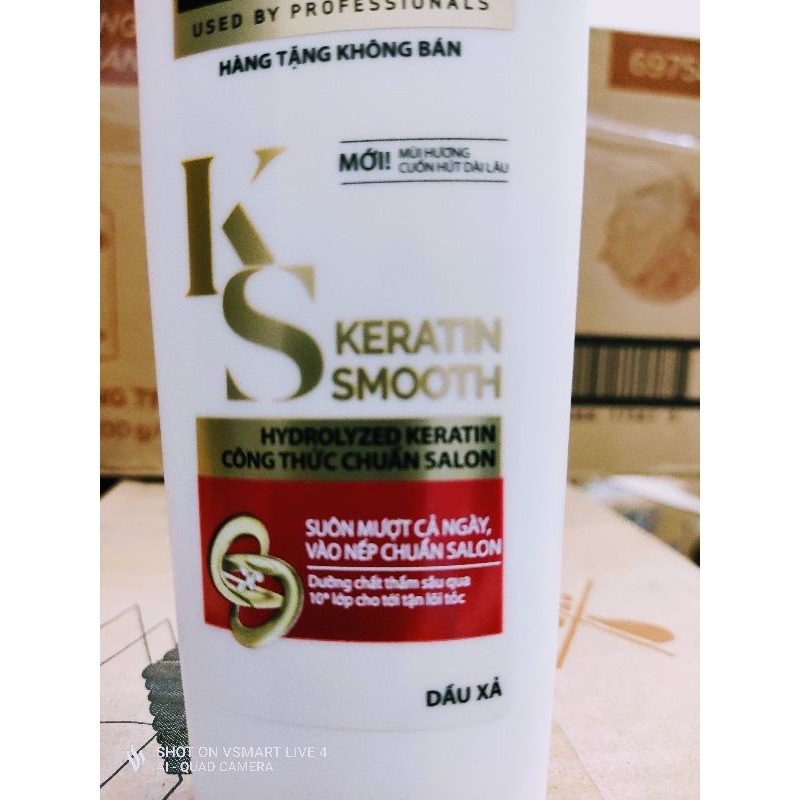 USED BY PROFESSIONALS
HÀNG TẶNG KHÔNG BÁN
MỚI! MÙI HƯƠNG
CUỐN HÚT DÀI LÂU
KS
KERATIN
SMOOTH
HYDROLYZED KERATIN
CÔNG THỨC CHUẨN SALON
SUÔN MƯỢT CẢ NGÀY,
VÀO NẾP CHUẨN SALON
Dưỡng chất thấm sâu qua
10* lớp cho tới tận lõi tóc
DẦU XẢ
SHOT ON VSMART LIVE 4
AI - QUAD CAMERA